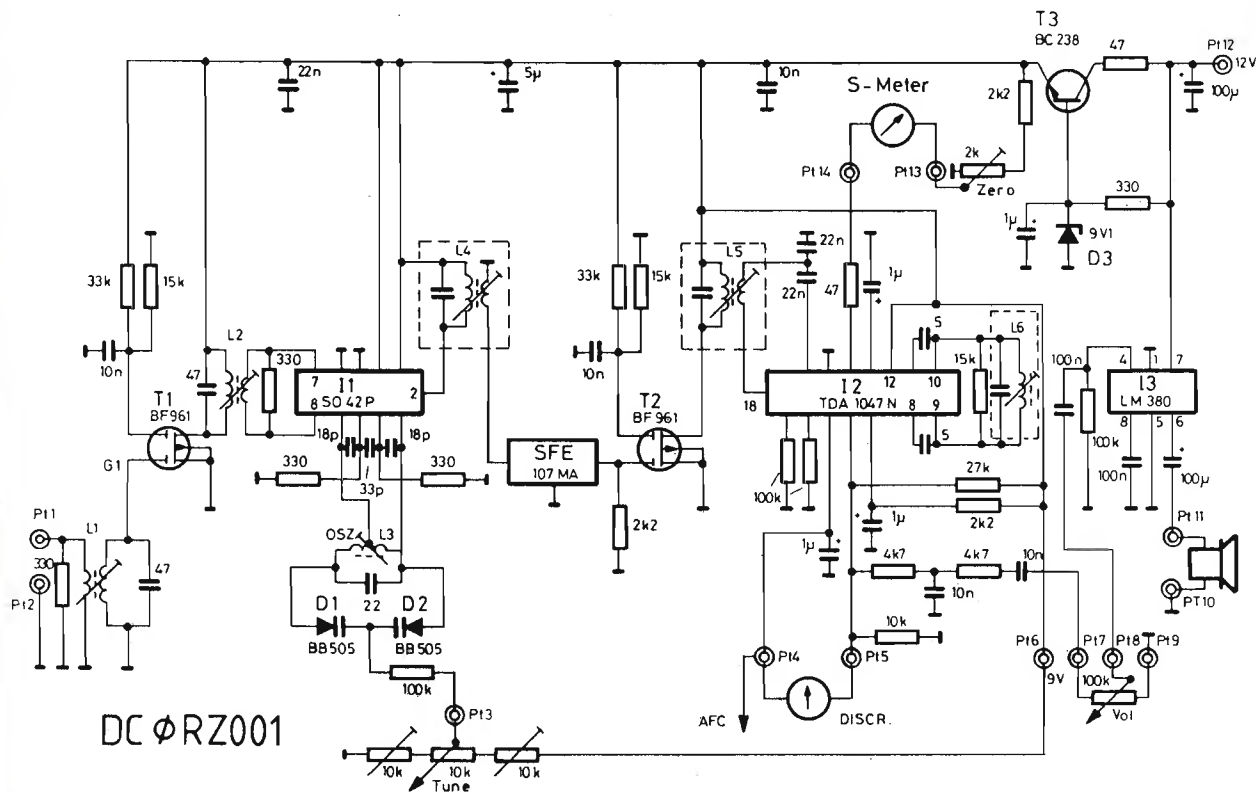 T3
BC 238
47
Pt12
12V
22n
5µ
10n
100µ
S-Meter
2k2
2k
Pt14
Pt13
Zero
330
1µ
9V1
D3
33k
15k
L4
33k
15k
L5
22n
22n
47
1µ
L2
330
10n
47
10n
5
15k
L6
100n
4
1
7
7
I1
2
8
SO 42 P
18
I2
12
10
TDA 1047 N
8
9
I3
LM 380
8
5
6
T1
BF961
T2
BF961
18p
18p
G1
330
33p
330
SFE
107 MA
5
100k
100k
100n
100µ
27k
2k2
2k2
1µ
1µ
Pt1
L1
330
47
Pt2
OSZ
L3
22
D1
D2
BB505
BB505
4k7
4k7
10n
10n
Pt11
PT10
10k
Pt4
Pt5
Pt6
Pt7
Pt8
Pt9
9V
100k
Vol
100k
Pt3
AFC
DISCR.
DC ØRZ001
10k
10k
10k
Tune